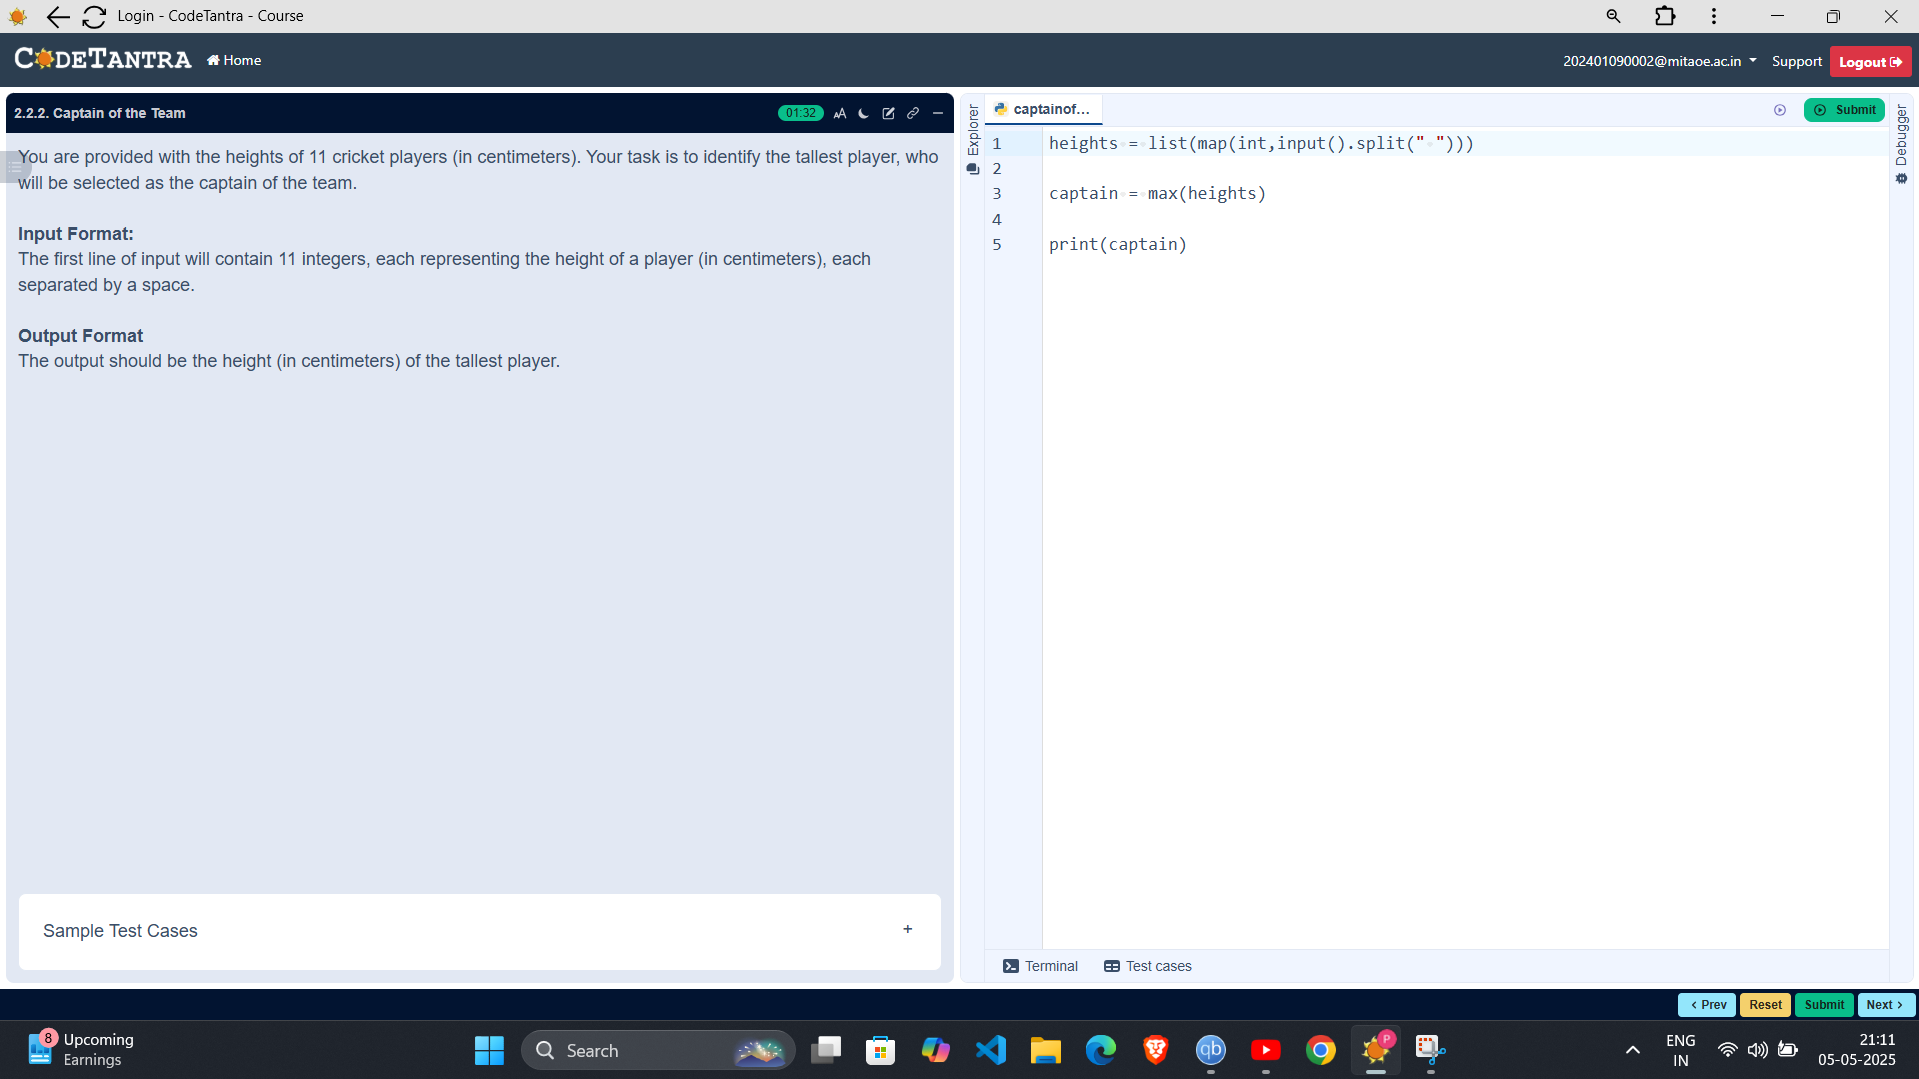 Login - CodeTantra - Course
CODETANTRA
Home
202401090002@mitaoe.ac.in
Support
Logout
2.2.2. Captain of the Team
01:32
AA
You are provided with the heights of 11 cricket players (in centimeters). Your task is to identify the tallest player, who
will be selected as the captain of the team.
Input Format:
The first line of input will contain 11 integers, each representing the height of a player (in centimeters), each
separated by a space.
Output Format
The output should be the height (in centimeters) of the tallest player.
Sample Test Cases
+
Explorer
captainof...
Submit
Debugger
1 heights = list(map(int,input().split(" ")))
2
3 captain = max(heights)
4
5 print(captain)
Terminal
Test cases
< Prev
Reset
Submit
Next >
8
Upcoming
Earnings
Search
qb
P
ENG
IN
21:11
05-05-2025